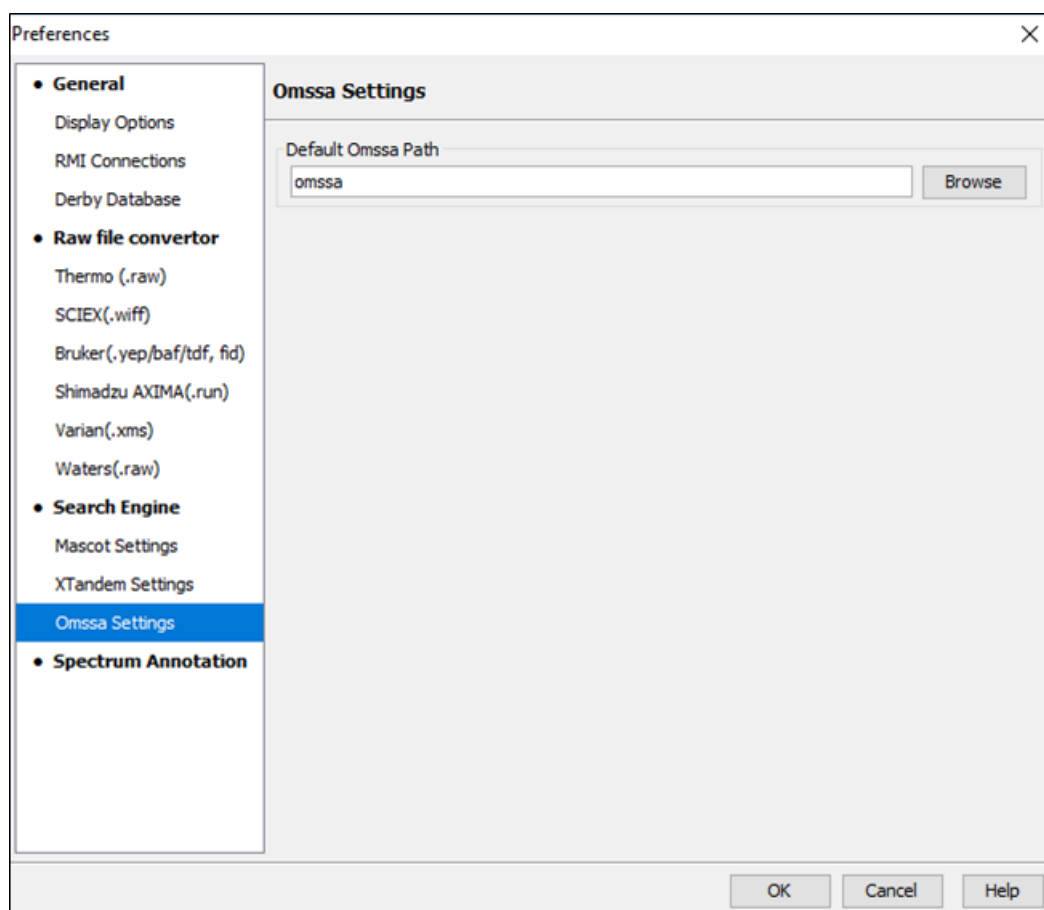 Preferences
• General
Display Options
RMI Connections
Derby Database
• Raw file convertor
Thermo (.raw)
SCIEX(.wiff)
Bruker(.yep/baf/tdf, fid)
Shimadzu AXIMA(.run)
Varian(.xms)
Waters(.raw)
• Search Engine
Mascot Settings
XTandem Settings
Omssa Settings
• Spectrum Annotation
Omssa Settings
Default Omssa Path
omssa
Browse
OK Cancel Help